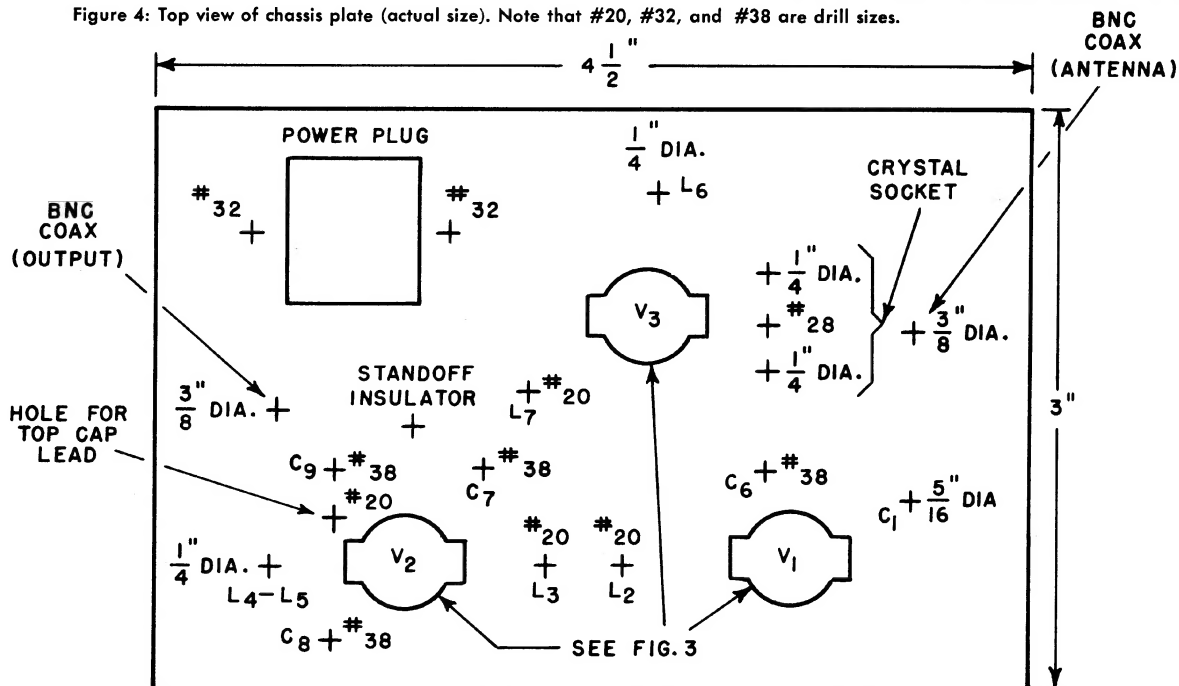 Figure 4: Top view of chassis plate (actual size). Note that #20, #32, and #38 are drill sizes.
BNC
COAX
(ANTENNA)
4 1/2"
POWER PLUG
1/4" DIA.
L6
CRYSTAL
SOCKET
#32
#32
BNC
COAX
(OUTPUT)
1/4" DIA.
V3
#28
3/8" DIA.
1/4" DIA.
STANDOFF
INSULATOR
#20
L7
3/8" DIA.
3"
HOLE FOR
TOP CAP
LEAD
C9 #38
#38
C7
C6 #38
#20
C1 5/16" DIA
#20
#20
1/4" DIA.
V2
V1
L4-L5
L3
L2
C8 #38
SEE FIG. 3